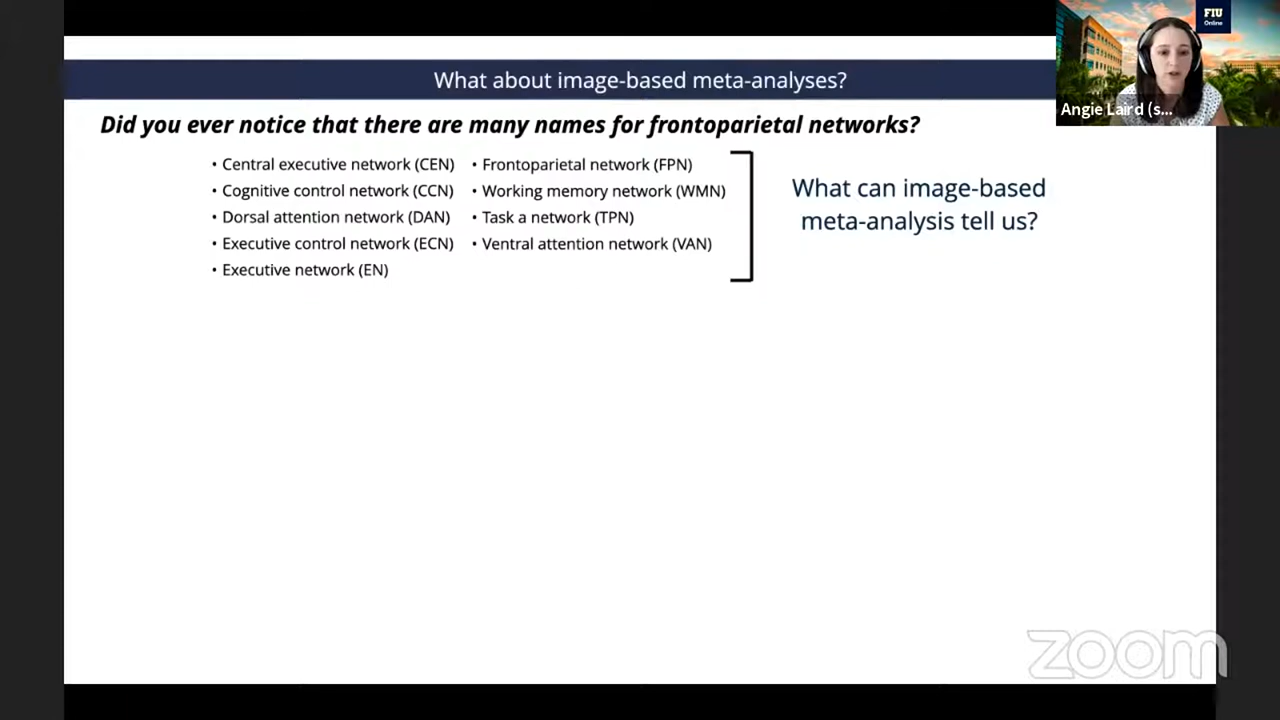 What about image-based meta-analyses?
FIU
Online
Angie Laird (s...
Did you ever notice that there are many names for frontoparietal networks?
• Central executive network (CEN)
• Cognitive control network (CCN)
• Dorsal attention network (DAN)
• Executive control network (ECN)
• Executive network (EN)
• Frontoparietal network (FPN)
• Working memory network (WMN)
• Task a network (TPN)
• Ventral attention network (VAN)
What can image-based
meta-analysis tell us?
zoom